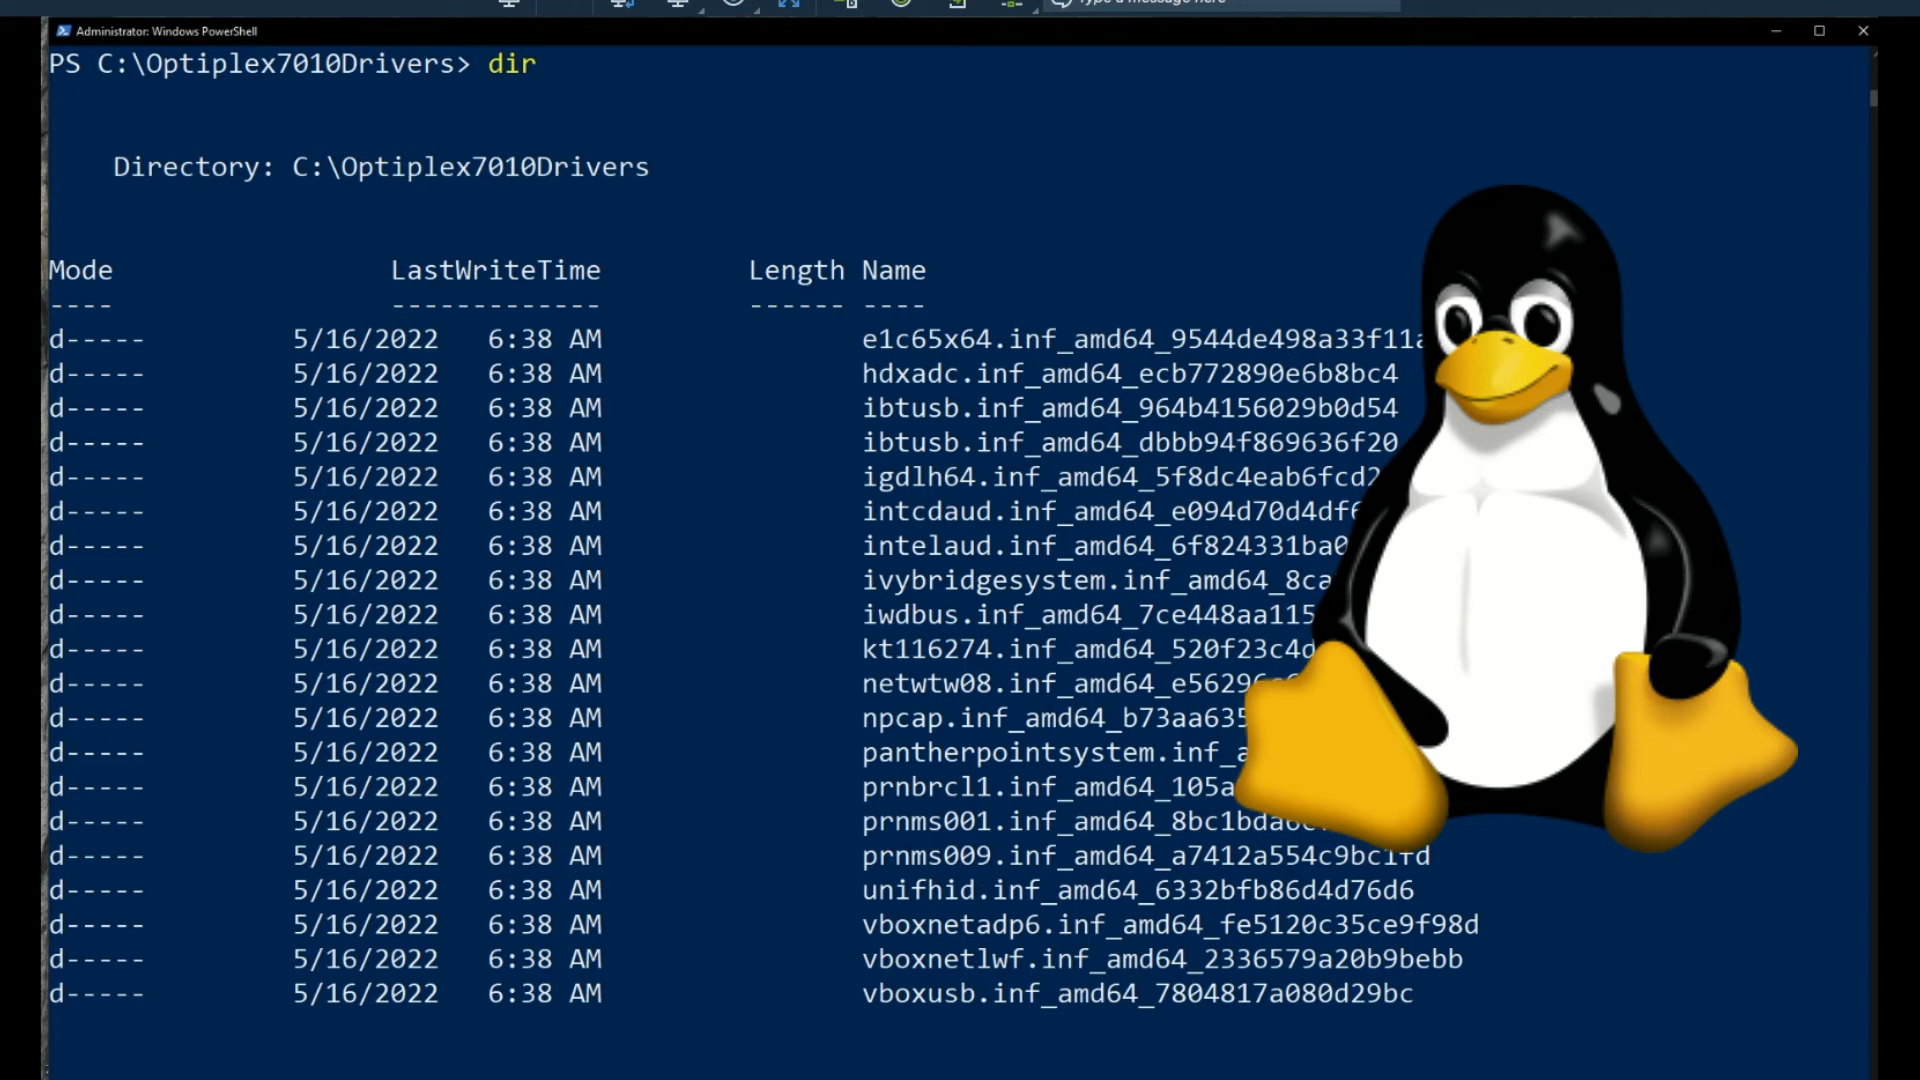 Type a message here
Administrator: Windows PowerShell
PS C:\Optiplex7010Drivers> dir
Directory: C:\Optiplex7010Drivers
Mode LastWriteTime Length Name
---- ------------- ------ ----
d----- 5/16/2022 6:38 AM e1c65x64.inf_amd64_9544de498a33f11
d----- 5/16/2022 6:38 AM hdxadc.inf_amd64_ecb772890e6b8bc4
d----- 5/16/2022 6:38 AM ibtusb.inf_amd64_964b4156029b0d54
d----- 5/16/2022 6:38 AM ibtusb.inf_amd64_dbbb94f869636f20
d----- 5/16/2022 6:38 AM igdlh64.inf_amd64_5f8dc4eab6fcd2
d----- 5/16/2022 6:38 AM intcdaud.inf_amd64_e094d70d4df6
d----- 5/16/2022 6:38 AM intelaud.inf_amd64_6f824331ba0
d----- 5/16/2022 6:38 AM ivybridgesystem.inf_amd64_8ca
d----- 5/16/2022 6:38 AM iwdbus.inf_amd64_7ce448aa115
d----- 5/16/2022 6:38 AM kt116274.inf_amd64_520f23c4d
d----- 5/16/2022 6:38 AM netwtw08.inf_amd64_e5629
d----- 5/16/2022 6:38 AM npcap.inf_amd64_b73aa635
d----- 5/16/2022 6:38 AM pantherpointsystem.inf_a
d----- 5/16/2022 6:38 AM prnbrcl1.inf_amd64_105a
d----- 5/16/2022 6:38 AM prnms001.inf_amd64_8bc1bda
d----- 5/16/2022 6:38 AM prnms009.inf_amd64_a7412a554c9bc1fd
d----- 5/16/2022 6:38 AM unifhid.inf_amd64_6332bfb86d4d76d6
d----- 5/16/2022 6:38 AM vboxnetadp6.inf_amd64_fe5120c35ce9f98d
d----- 5/16/2022 6:38 AM vboxnetlwf.inf_amd64_2336579a20b9bebb
d----- 5/16/2022 6:38 AM vboxusb.inf_amd64_7804817a080d29bc